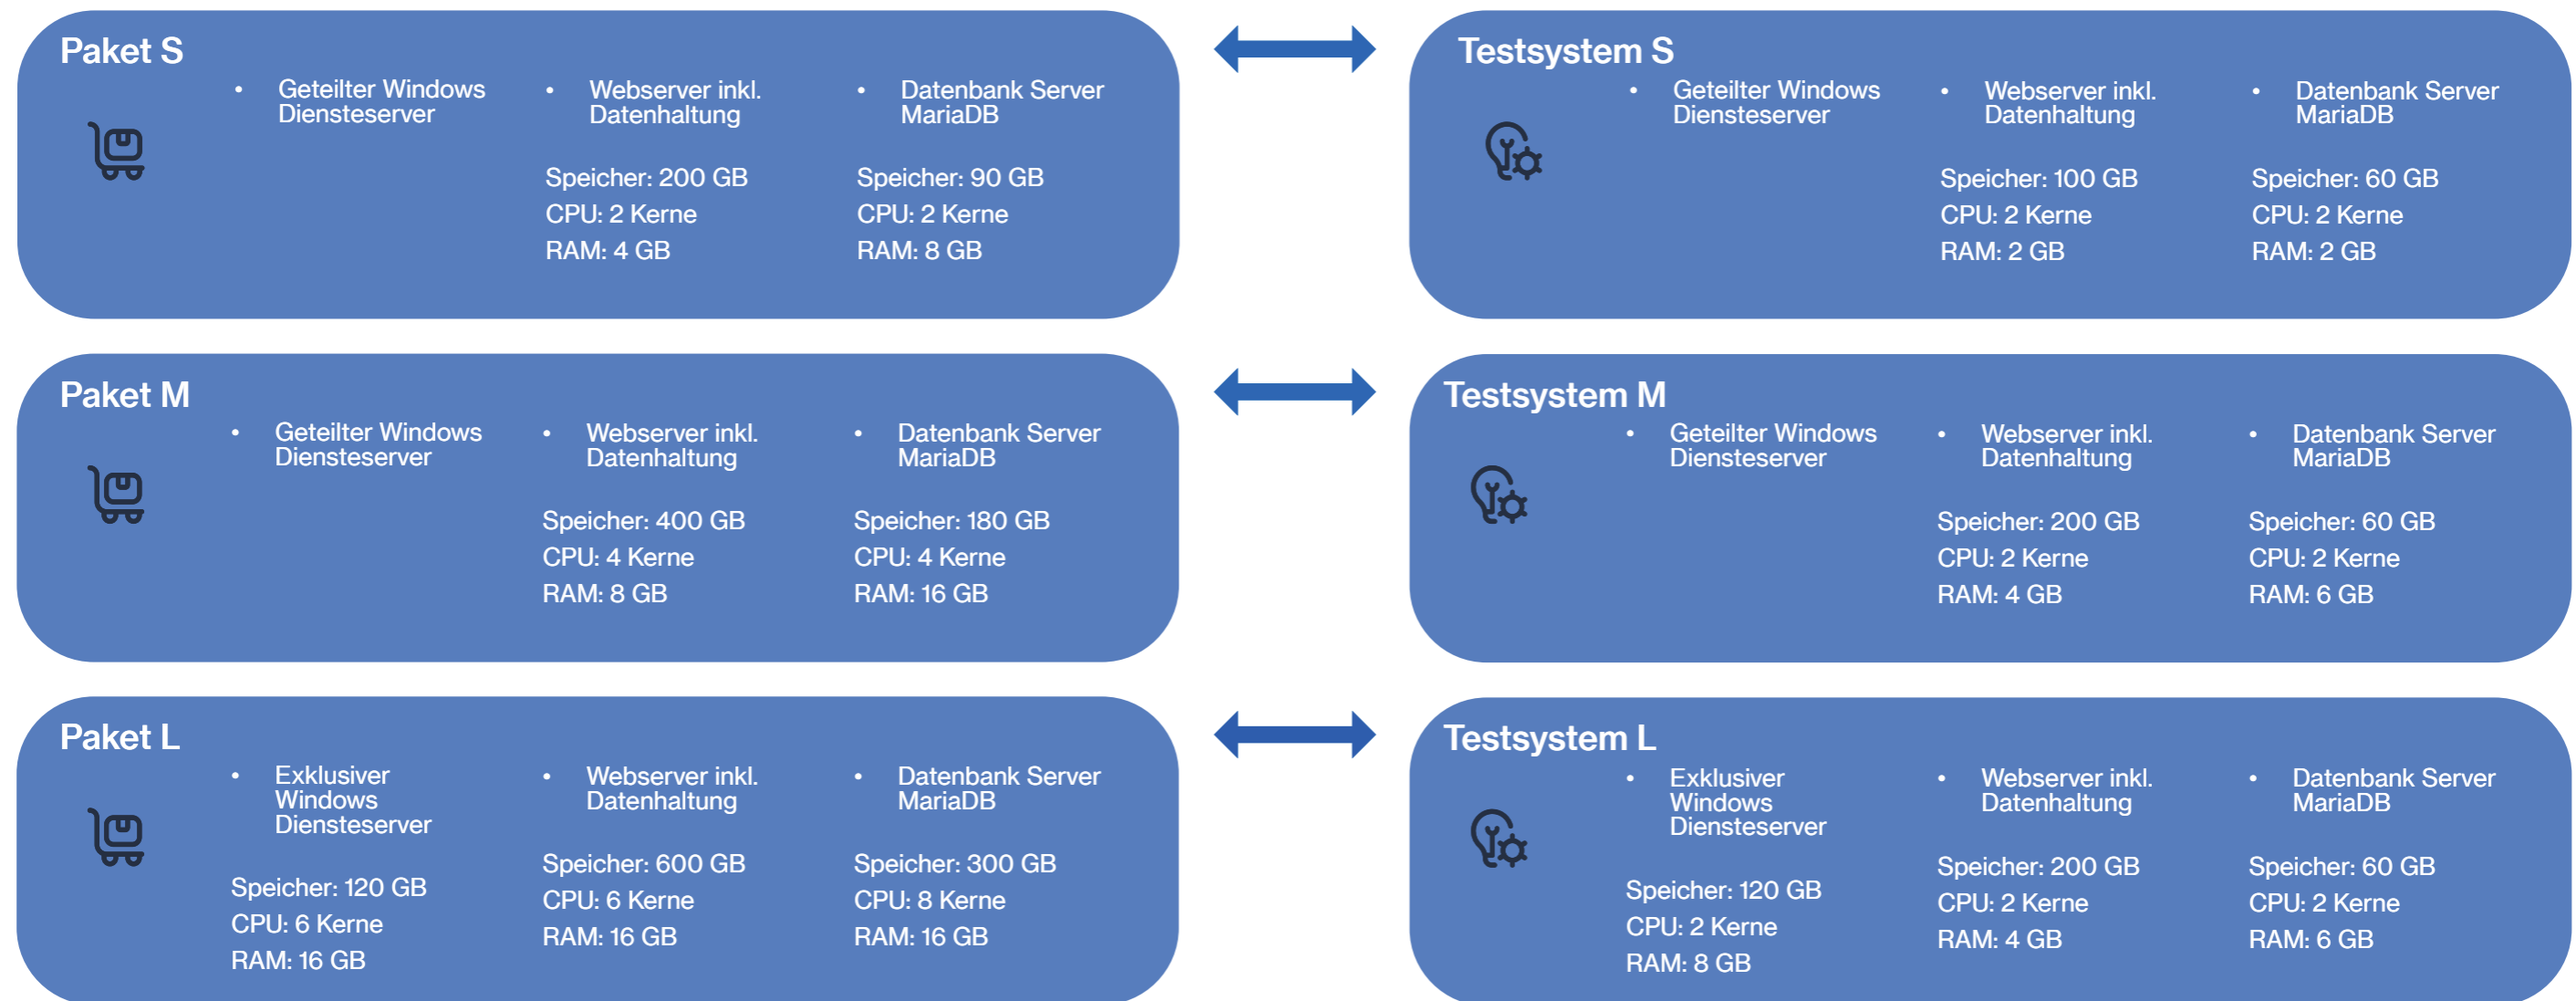 Paket S
• Geteilter Windows
Diensteserver
• Webserver inkl.
Datenhaltung
Speicher: 200 GB
CPU: 2 Kerne
RAM: 4 GB
• Datenbank Server
MariaDB
Speicher: 90 GB
CPU: 2 Kerne
RAM: 8 GB
Testsystem S
• Geteilter Windows
Diensteserver
• Webserver inkl.
Datenhaltung
Speicher: 100 GB
CPU: 2 Kerne
RAM: 2 GB
• Datenbank Server
MariaDB
Speicher: 60 GB
CPU: 2 Kerne
RAM: 2 GB
Paket M
• Geteilter Windows
Diensteserver
• Webserver inkl.
Datenhaltung
Speicher: 400 GB
CPU: 4 Kerne
RAM: 8 GB
• Datenbank Server
MariaDB
Speicher: 180 GB
CPU: 4 Kerne
RAM: 16 GB
Testsystem M
• Geteilter Windows
Diensteserver
• Webserver inkl.
Datenhaltung
Speicher: 200 GB
CPU: 2 Kerne
RAM: 4 GB
• Datenbank Server
MariaDB
Speicher: 60 GB
CPU: 2 Kerne
RAM: 6 GB
Paket L
• Exklusiver
Windows
Diensteserver
Speicher: 120 GB
CPU: 6 Kerne
RAM: 16 GB
• Webserver inkl.
Datenhaltung
Speicher: 600 GB
CPU: 6 Kerne
RAM: 16 GB
• Datenbank Server
MariaDB
Speicher: 300 GB
CPU: 8 Kerne
RAM: 16 GB
Testsystem L
• Exklusiver
Windows
Diensteserver
Speicher: 120 GB
CPU: 2 Kerne
RAM: 8 GB
• Webserver inkl.
Datenhaltung
Speicher: 200 GB
CPU: 2 Kerne
RAM: 4 GB
• Datenbank Server
MariaDB
Speicher: 60 GB
CPU: 2 Kerne
RAM: 6 GB